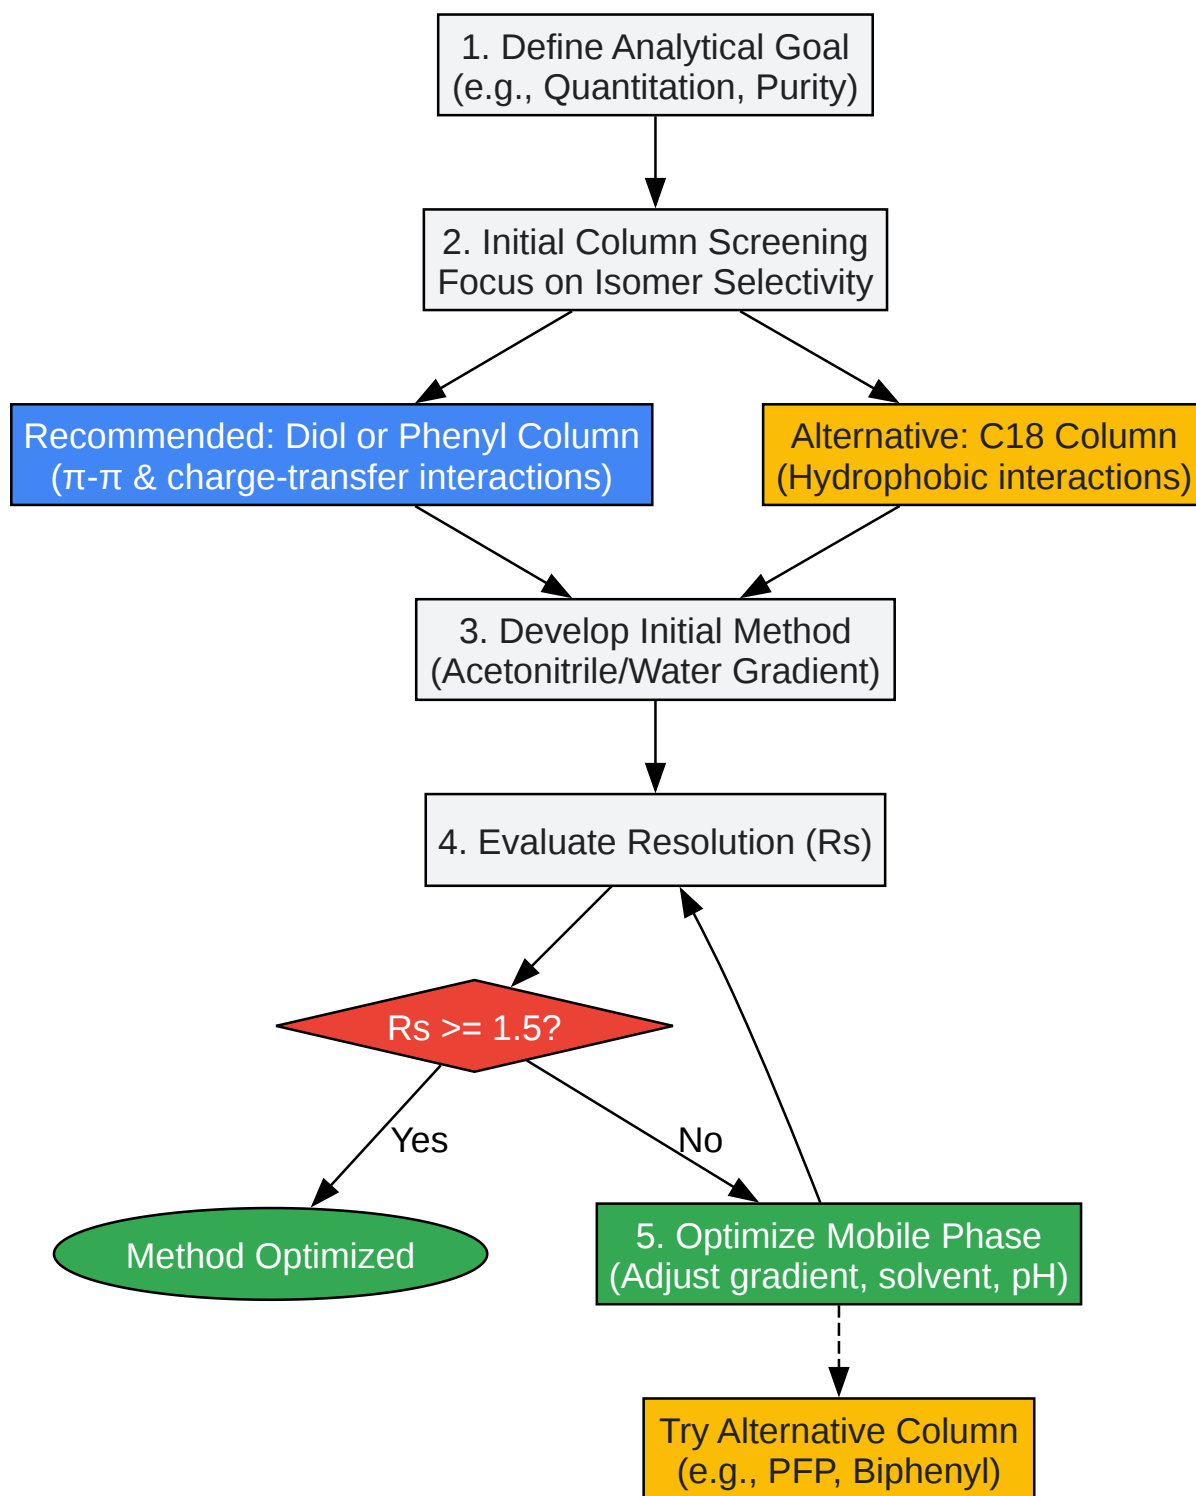 1. Define Analytical Goal
(e.g., Quantitation, Purity)
2. Initial Column Screening
Focus on Isomer Selectivity
Recommended: Diol or Phenyl Column
(π-π & charge-transfer interactions)
Alternative: C18 Column
(Hydrophobic interactions)
3. Develop Initial Method
(Acetonitrile/Water Gradient)
4. Evaluate Resolution (Rs)
Rs >= 1.5?
Yes
No
Method Optimized
5. Optimize Mobile Phase
(Adjust gradient, solvent, pH)
Try Alternative Column
(e.g., PFP, Biphenyl)